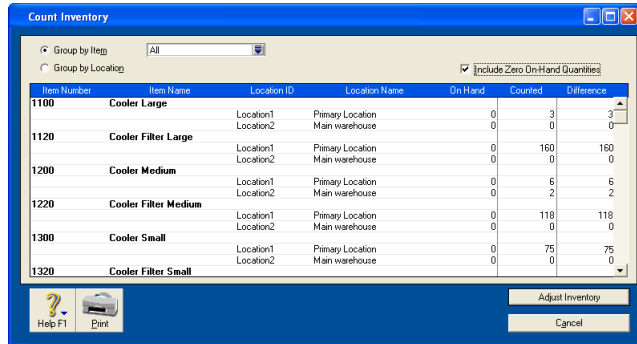 Count Inventory
Group by Item All
Group by Location Include Zero On-Hand Quantities
Item Number Item Name Location ID Location Name On Hand Counted Difference
1100 Cooler Large
Location1 Primary Location 0 3 3
Location2 Main warehouse 0 0 0
1120 Cooler Filter Large
Location1 Primary Location 0 160 160
Location2 Main warehouse 0 0 0
1200 Cooler Medium
Location1 Primary Location 0 6 6
Location2 Main warehouse 0 2 2
1220 Cooler Filter Medium
Location1 Primary Location 0 118 118
Location2 Main warehouse 0 0 0
1300 Cooler Small
Location1 Primary Location 0 75 75
Location2 Main warehouse 0 0 0
1320 Cooler Filter Small
Help F1 Print Adjust Inventory
Cancel